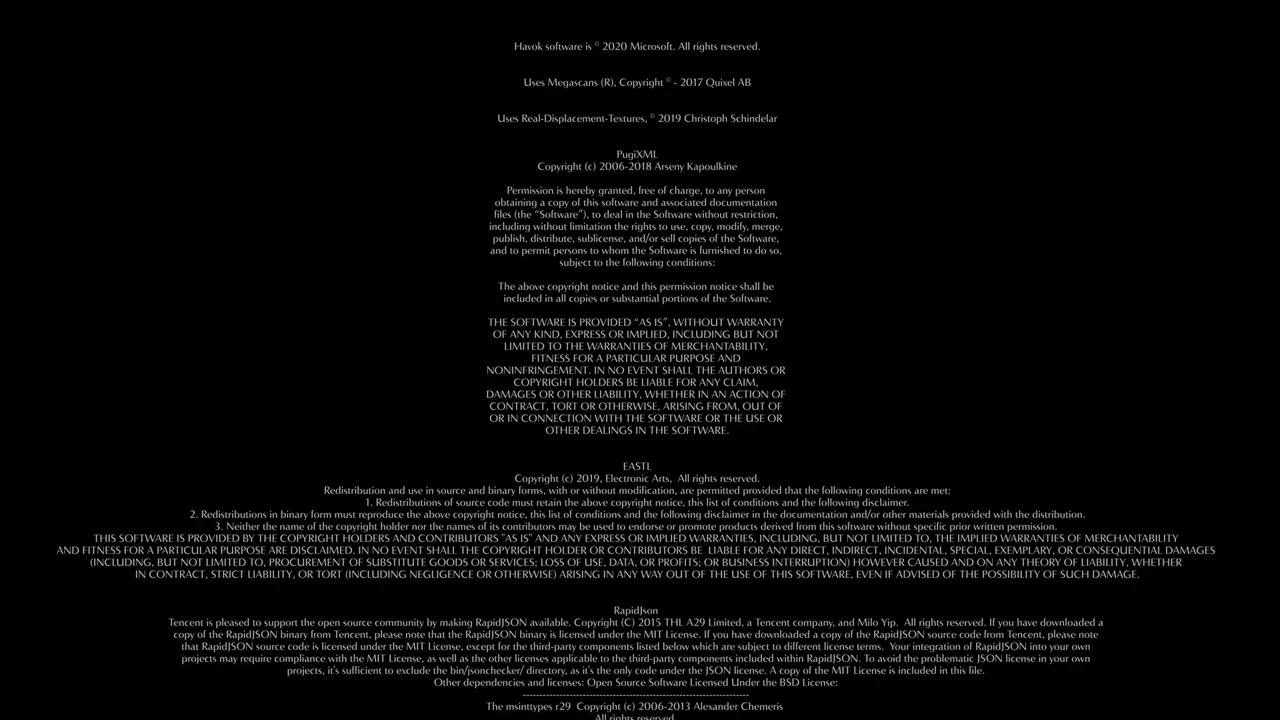 Havok software is © 2020 Microsoft. All rights reserved.
Uses Megascans (R), Copyright © - 2017 Quixel AB
Uses Real-Displacement-Textures, © 2019 Christoph Schindelar
PugiXML
Copyright (c) 2006-2018 Arseny Kapoulkine
Permission is hereby granted, free of charge, to any person
obtaining a copy of this software and associated documentation
files (the “Software”), to deal in the Software without restriction,
including without limitation the rights to use, copy, modify, merge,
publish, distribute, sublicense, and/or sell copies of the Software,
and to permit persons to whom the Software is furnished to do so,
subject to the following conditions:
The above copyright notice and this permission notice shall be
included in all copies or substantial portions of the Software.
THE SOFTWARE IS PROVIDED “AS IS”, WITHOUT WARRANTY
OF ANY KIND, EXPRESS OR IMPLIED, INCLUDING BUT NOT
LIMITED TO THE WARRANTIES OF MERCHANTABILITY,
FITNESS FOR A PARTICULAR PURPOSE AND
NONINFRINGEMENT. IN NO EVENT SHALL THE AUTHORS OR
COPYRIGHT HOLDERS BE LIABLE FOR ANY CLAIM,
DAMAGES OR OTHER LIABILITY, WHETHER IN AN ACTION OF
CONTRACT, TORT OR OTHERWISE, ARISING FROM, OUT OF
OR IN CONNECTION WITH THE SOFTWARE OR THE USE OR
OTHER DEALINGS IN THE SOFTWARE.
EASTL
Copyright (c) 2019, Electronic Arts,  All rights reserved.
Redistribution and use in source and binary forms, with or without modification, are permitted provided that the following conditions are met:
1. Redistributions of source code must retain the above copyright notice, this list of conditions and the following disclaimer.
2. Redistributions in binary form must reproduce the above copyright notice, this list of conditions and the following disclaimer in the documentation and/or other materials provided with the distribution.
3. Neither the name of the copyright holder nor the names of its contributors may be used to endorse or promote products derived from this software without specific prior written permission.
THIS SOFTWARE IS PROVIDED BY THE COPYRIGHT HOLDERS AND CONTRIBUTORS "AS IS" AND ANY EXPRESS OR IMPLIED WARRANTIES, INCLUDING, BUT NOT LIMITED TO, THE IMPLIED WARRANTIES OF MERCHANTABILITY
AND FITNESS FOR A PARTICULAR PURPOSE ARE DISCLAIMED. IN NO EVENT SHALL THE COPYRIGHT HOLDER OR CONTRIBUTORS BE  LIABLE FOR ANY DIRECT, INDIRECT, INCIDENTAL, SPECIAL, EXEMPLARY, OR CONSEQUENTIAL DAMAGES
(INCLUDING, BUT NOT LIMITED TO, PROCUREMENT OF SUBSTITUTE GOODS OR SERVICES; LOSS OF USE, DATA, OR PROFITS; OR BUSINESS INTERRUPTION) HOWEVER CAUSED AND ON ANY THEORY OF LIABILITY, WHETHER
IN CONTRACT, STRICT LIABILITY, OR TORT (INCLUDING NEGLIGENCE OR OTHERWISE) ARISING IN ANY WAY OUT OF THE USE OF THIS SOFTWARE, EVEN IF ADVISED OF THE POSSIBILITY OF SUCH DAMAGE.
RapidJson
Tencent is pleased to support the open source community by making RapidJSON available. Copyright (C) 2015 THL A29 Limited, a Tencent company, and Milo Yip.  All rights reserved. If you have downloaded a
copy of the RapidJSON binary from Tencent, please note that the RapidJSON binary is licensed under the MIT License. If you have downloaded a copy of the RapidJSON source code from Tencent, please note
that RapidJSON source code is licensed under the MIT License, except for the third-party components listed below which are subject to different license terms.  Your integration of RapidJSON into your own
projects may require compliance with the MIT License, as well as the other licenses applicable to the third-party components included within RapidJSON. To avoid the problematic JSON license in your own
projects, it's sufficient to exclude the bin/jsonchecker/ directory, as it's the only code under the JSON license. A copy of the MIT License is included in this file.
Other dependencies and licenses: Open Source Software Licensed Under the BSD License:
--------------------------------------------------------------------
The msinttypes r29  Copyright (c) 2006-2013 Alexander Chemeris
All rights reserved.